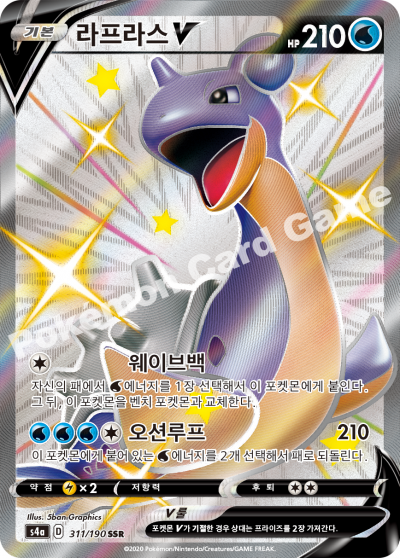 기본 라프라스 V HP 210
Pokémon Card Game
웨이브백
자신의 패에서 에너지를 1장 선택해서 이 포켓몬에게 붙인다.
그 뒤, 이 포켓몬을 벤치 포켓몬과 교체한다.
오션루프 210
이 포켓몬에게 붙어 있는 에너지를 2개 선택해서 패로 되돌린다.
약점 ×2 저항력 후퇴
Illus. 5ban Graphics
V룰
s4a D 311/190 SSR
포켓몬 V가 기절한 경우 상대는 프라이즈를 2장 가져간다.
©2020 Pokémon/Nintendo/Creatures/GAME FREAK.